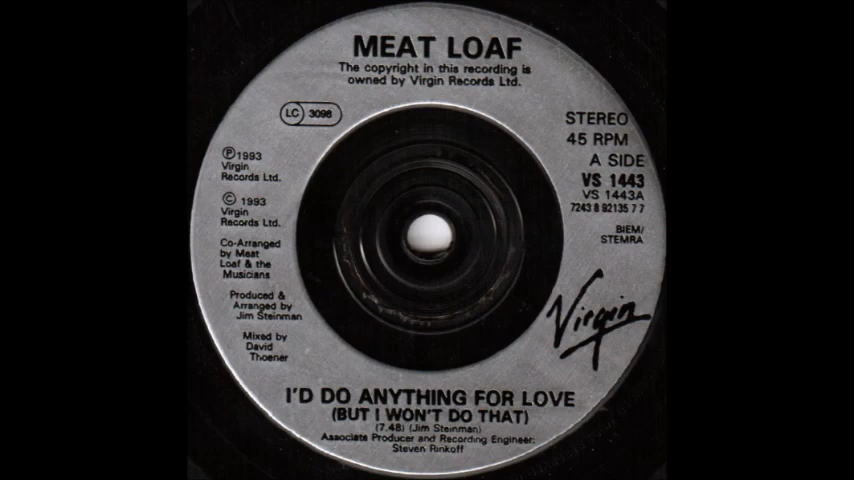 MEAT LOAF
The copyright in this recording is
owned by Virgin Records Ltd.
LC 3098
STEREO
45 RPM
A SIDE
VS 1443
VS 1443A
7243 8 92135 7 7
BIEM/
STEMRA
℗1993
Virgin
Records Ltd.
© 1993
Virgin
Records Ltd.
Co-Arranged
by Meat
Loaf & the
Musicians
Produced &
Arranged by
Jim Steinman
Mixed by
David
Thoener
Virgin
I'D DO ANYTHING FOR LOVE
(BUT I WON'T DO THAT)
(7.48) (Jim Steinman)
Associate Producer and Recording Engineer:
Steven Rinkoff